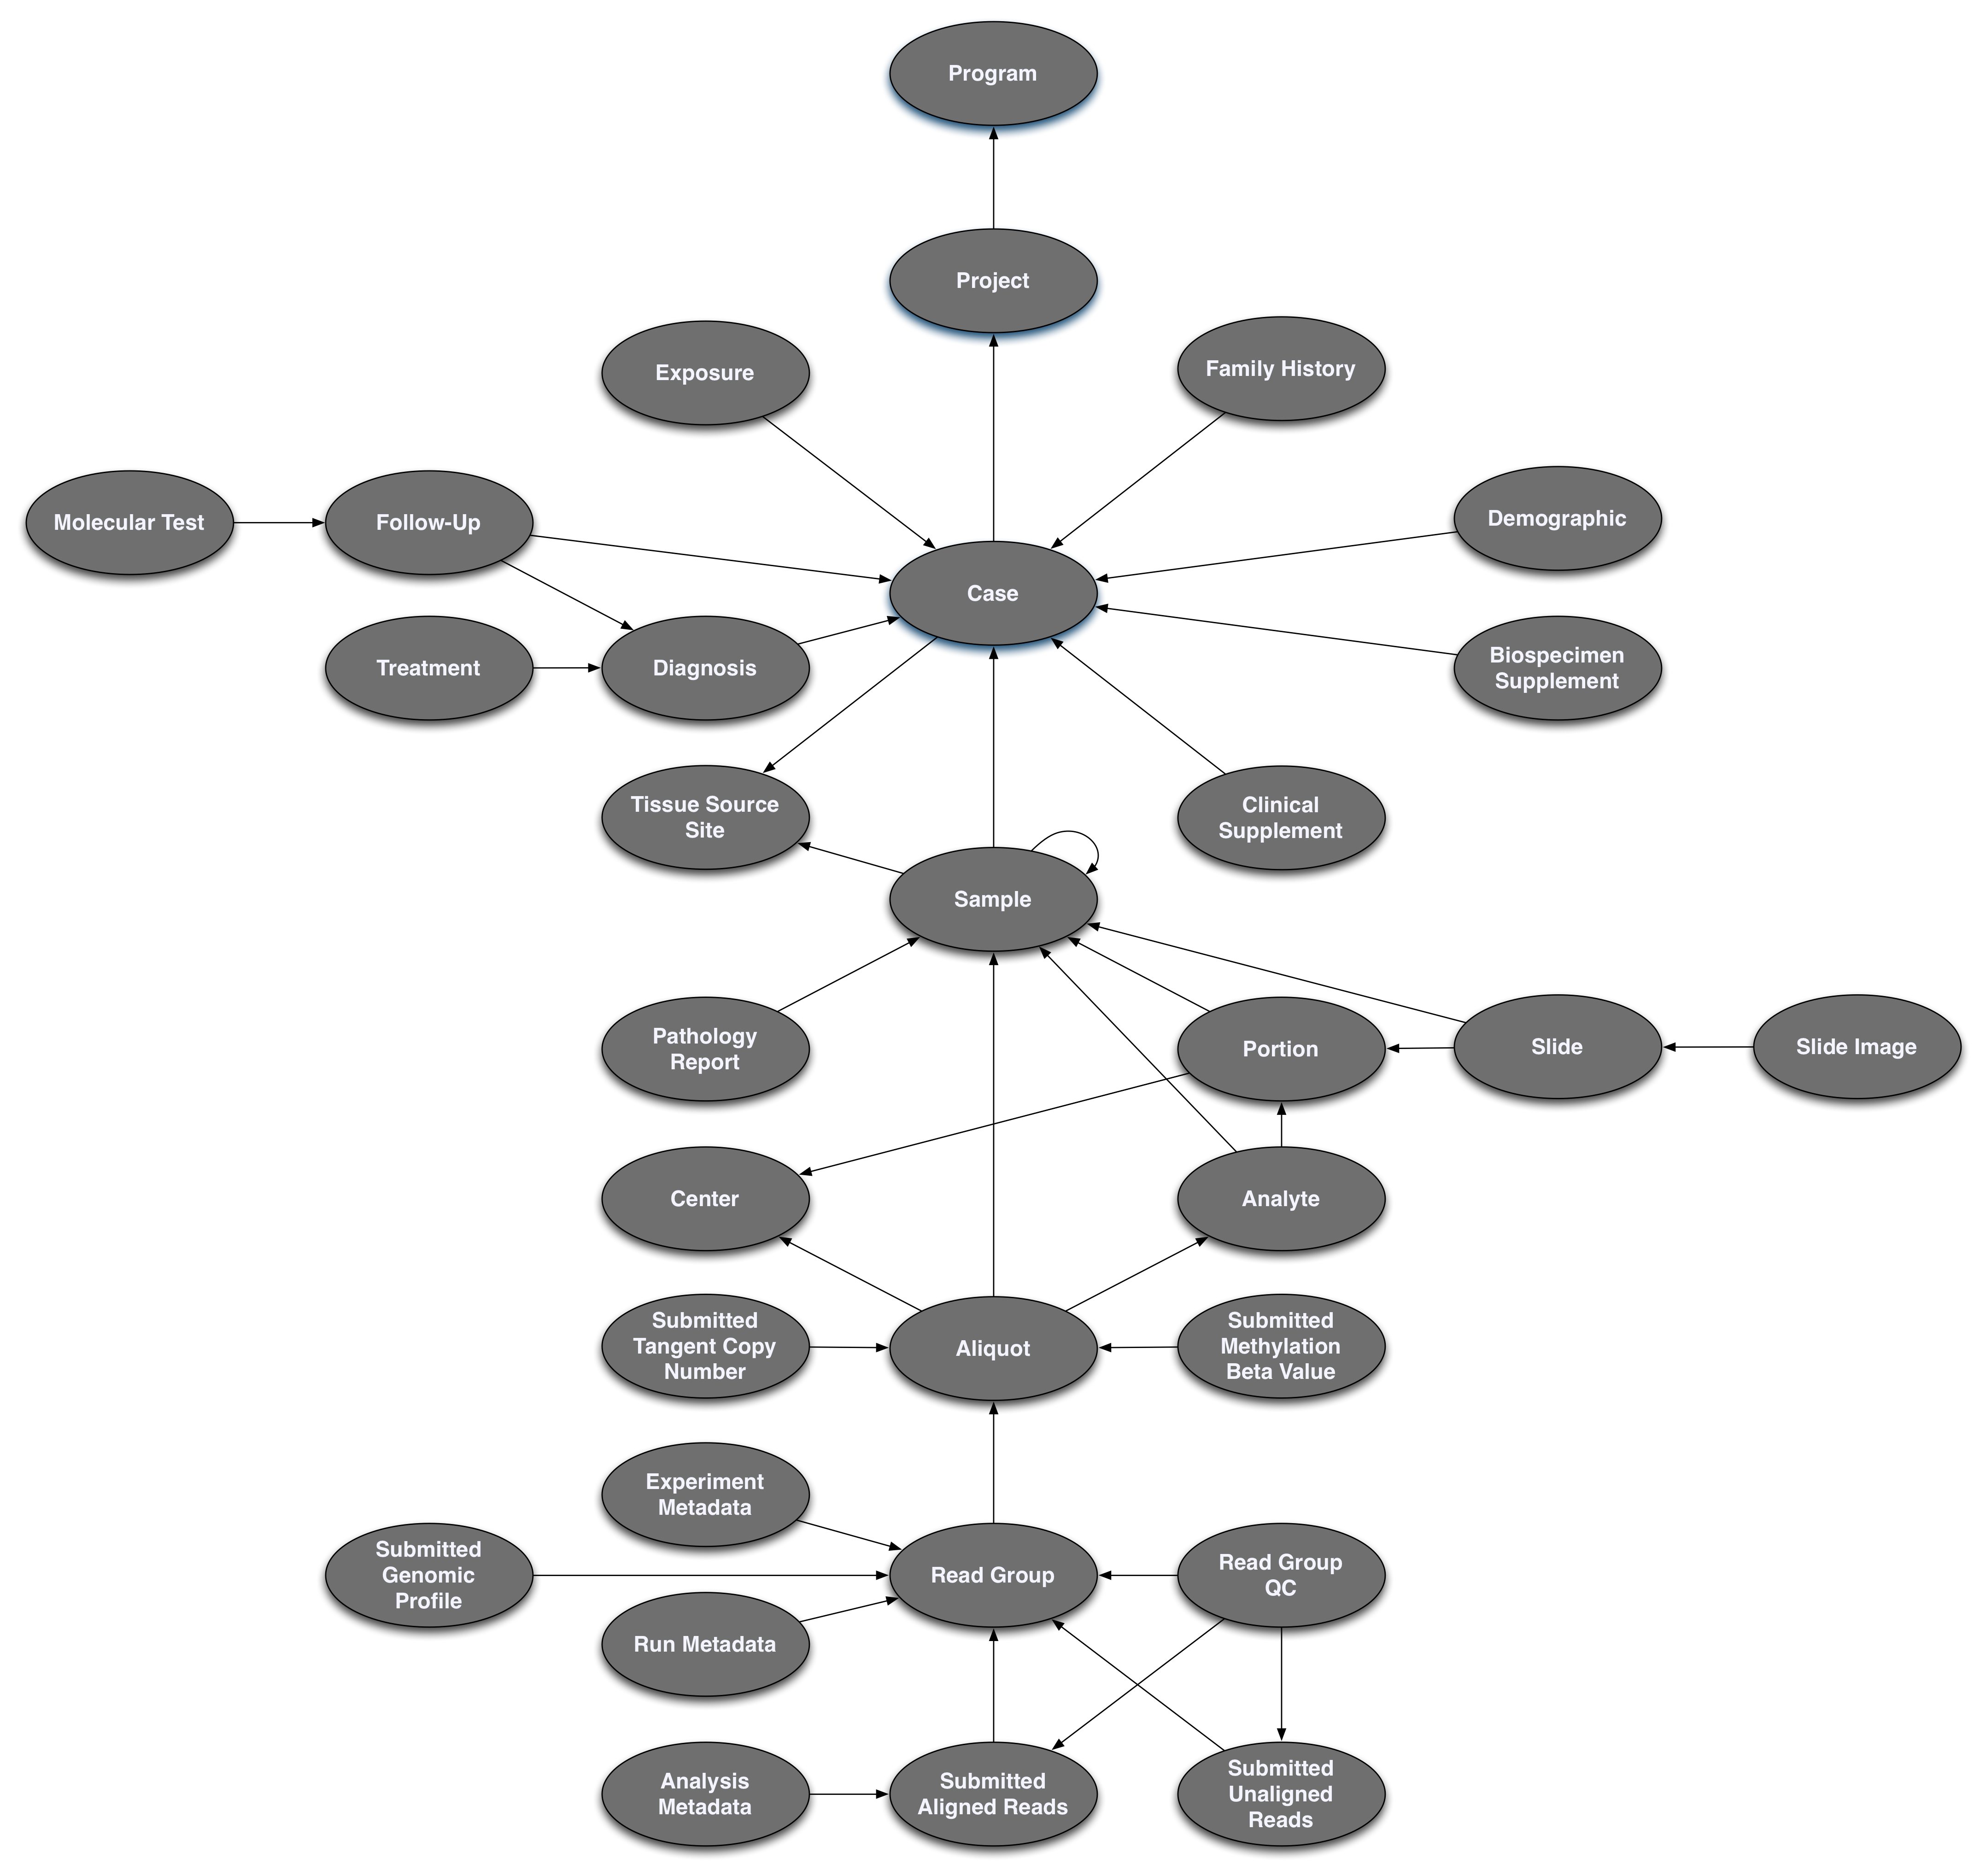 Program
Project
Exposure
Family History
Molecular Test
Follow-Up
Demographic
Case
Treatment
Diagnosis
Biospecimen
Supplement
Tissue Source
Site
Clinical
Supplement
Sample
Pathology
Report
Portion
Slide
Slide Image
Center
Analyte
Submitted
Tangent Copy
Number
Aliquot
Submitted
Methylation
Beta Value
Experiment
Metadata
Submitted
Genomic
Profile
Read Group
Read Group
QC
Run Metadata
Analysis
Metadata
Submitted
Aligned Reads
Submitted
Unaligned
Reads